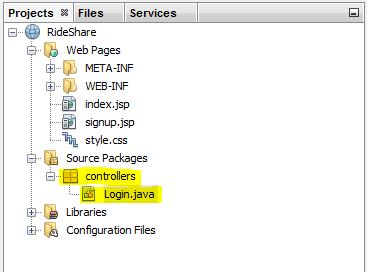 Projects Files Services
RideShare
Web Pages
META-INF
WEB-INF
index.jsp
signup.jsp
style.css
Source Packages
controllers
Login.java
Libraries
Configuration Files